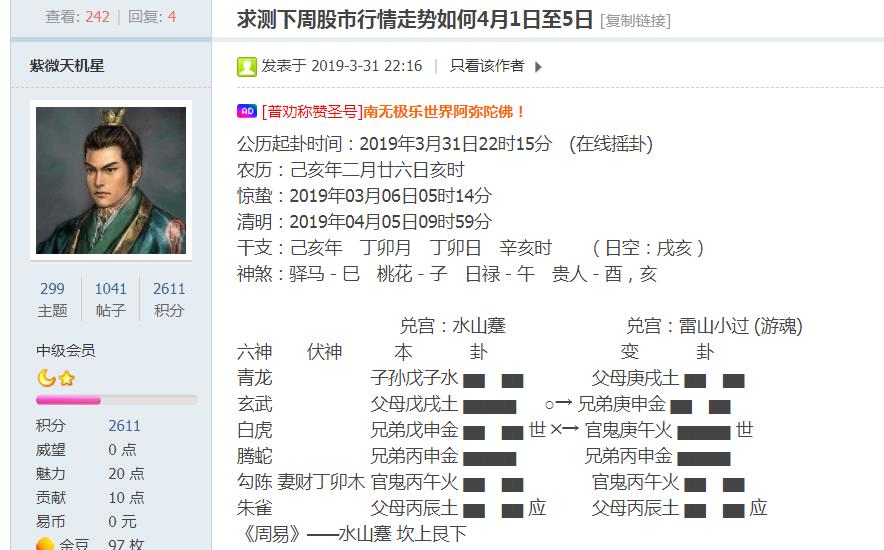 查看: 242 | 回复: 4
求测下周股市行情走势如何4月1日至5日 [复制链接]
紫微天机星
发表于 2019-3-31 22:16 | 只看该作者
AD [普劝称赞圣号]南无极乐世界阿弥陀佛！
公历起卦时间：2019年3月31日22时15分 (在线摇卦)
农历：己亥年二月廿六日亥时
惊蛰：2019年03月06日05时14分
清明：2019年04月05日09时59分
干支：己亥年 丁卯月 丁卯日 辛亥时 （日空：戌亥）
神煞：驿马－巳 桃花－子 日禄－午 贵人－酉，亥
299 1041 2611
主题 帖子 积分
中级会员
积分 2611
威望 0 点
魅力 20 点
贡献 10 点
易币 0 元
金豆 97 枚
兑宫：水山蹇 兑宫：雷山小过 (游魂)
六神 伏神 本 卦 变 卦
青龙 子孙戊子水 父母庚戌土
玄武 父母戊戌土 ○→ 兄弟庚申金
白虎 兄弟戊申金 世 ×→ 官鬼庚午火 世
腾蛇 兄弟丙申金 兄弟丙申金
勾陈 妻财丁卯木 官鬼丙午火 官鬼丙午火
朱雀 父母丙辰土 应 父母丙辰土 应
《周易》——水山蹇 坎上艮下